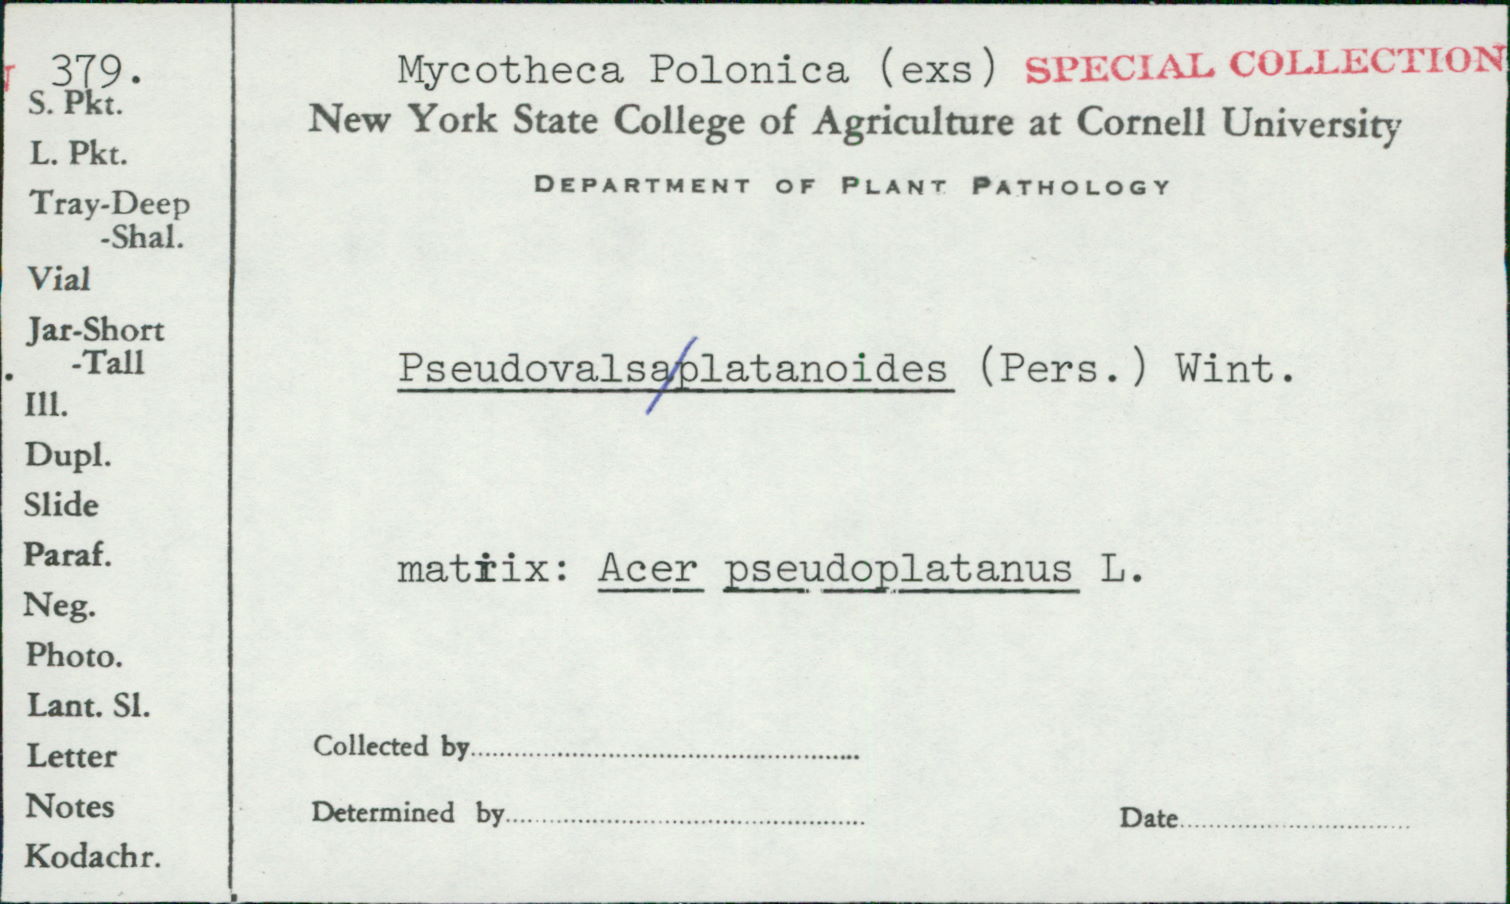 379.
S. Pkt.
L. Pkt.
Tray-Deep
-Shal.
Vial
Jar-Short
-Tall
Ill.
Dupl.
Slide
Paraf.
Neg.
Photo.
Lant. Sl.
Letter
Notes
Kodachr.
Mycotheca Polonica (exs) SPECIAL COLLECTION
New York State College of Agriculture at Cornell University
DEPARTMENT OF PLANT PATHOLOGY
Pseudovalsa/platanoides (Pers.) Wint.
matrix: Acer pseudoplatanus L.
Collected by
Determined by
Date